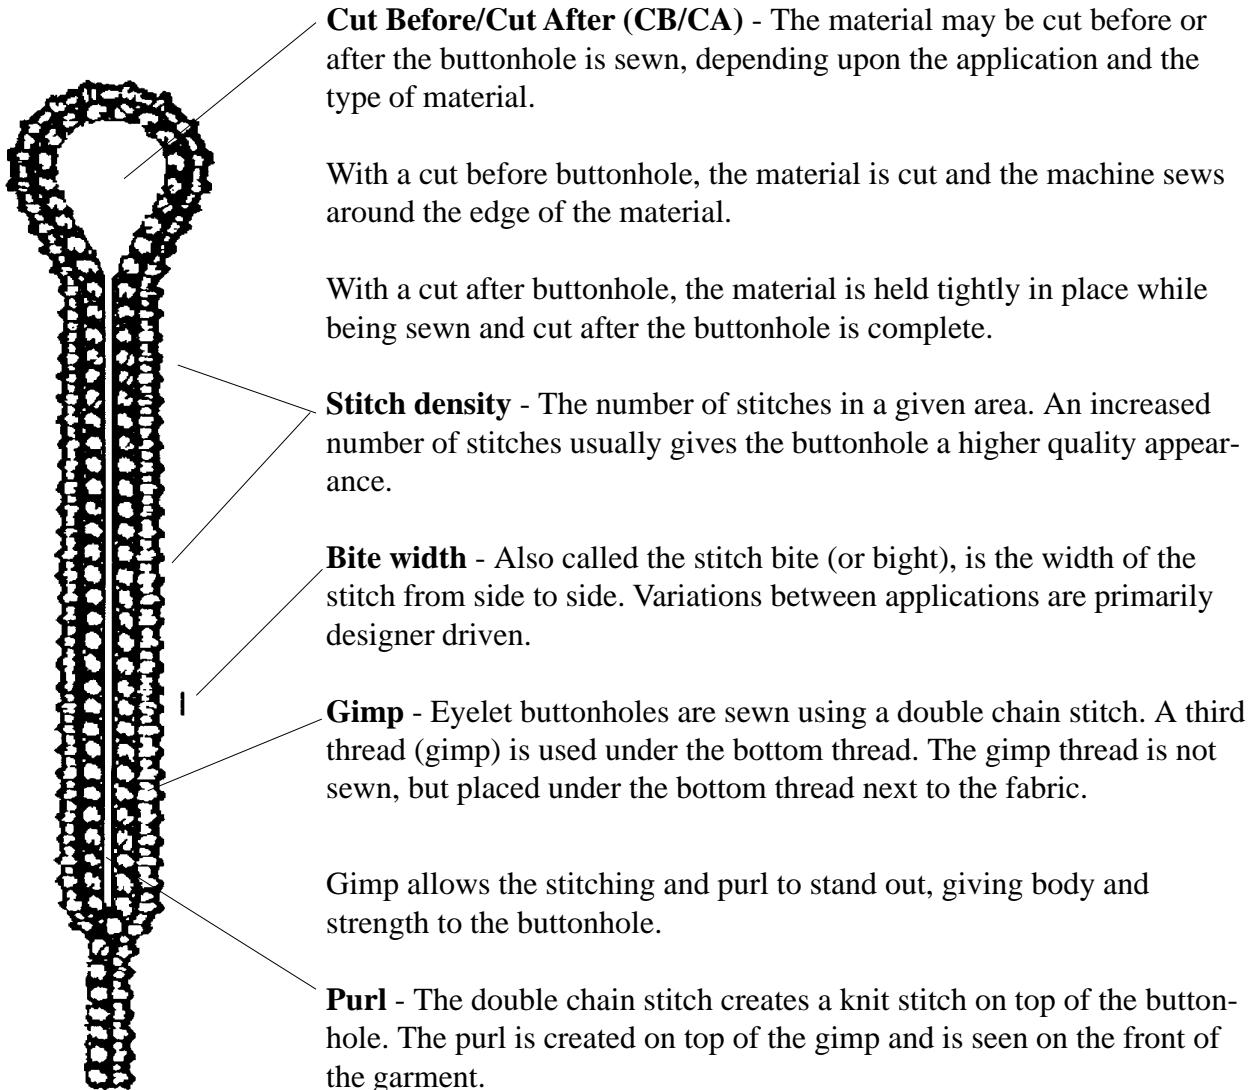 Cut Before/Cut After (CB/CA) - The material may be cut before or
after the buttonhole is sewn, depending upon the application and the
type of material.
With a cut before buttonhole, the material is cut and the machine sews
around the edge of the material.
With a cut after buttonhole, the material is held tightly in place while
being sewn and cut after the buttonhole is complete.
Stitch density - The number of stitches in a given area. An increased
number of stitches usually gives the buttonhole a higher quality appear-
ance.
Bite width - Also called the stitch bite (or bight), is the width of the
stitch from side to side. Variations between applications are primarily
designer driven.
Gimp - Eyelet buttonholes are sewn using a double chain stitch. A third
thread (gimp) is used under the bottom thread. The gimp thread is not
sewn, but placed under the bottom thread next to the fabric.
Gimp allows the stitching and purl to stand out, giving body and
strength to the buttonhole.
Purl - The double chain stitch creates a knit stitch on top of the button-
hole. The purl is created on top of the gimp and is seen on the front of
the garment.